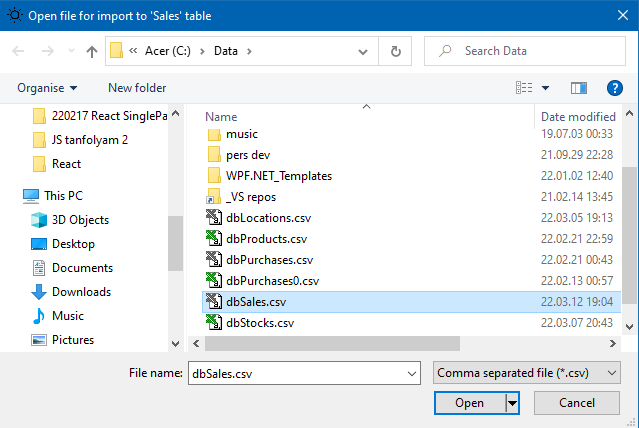 Open file for import to 'Sales' table
« Acer (C:) > Data >
Search Data
Organise
New folder
?
220217 React SinglePa
JS tanfolyam 2
React
This PC
3D Objects
Desktop
Documents
Downloads
Music
Pictures
Name Date modified
music 19.07.03 00:33
pers dev 21.09.29 22:28
WPF.NET_Templates 22.01.02 12:40
_VS repos 21.02.14 13:45
dbLocations.csv 22.03.05 19:13
dbProducts.csv 22.02.21 22:59
dbPurchases.csv 22.02.21 00:43
dbPurchases0.csv 22.02.13 00:57
dbSales.csv 22.03.12 19:04
dbStocks.csv 22.03.07 20:43
File name: dbSales.csv
Comma separated file (*.csv)
Open
Cancel